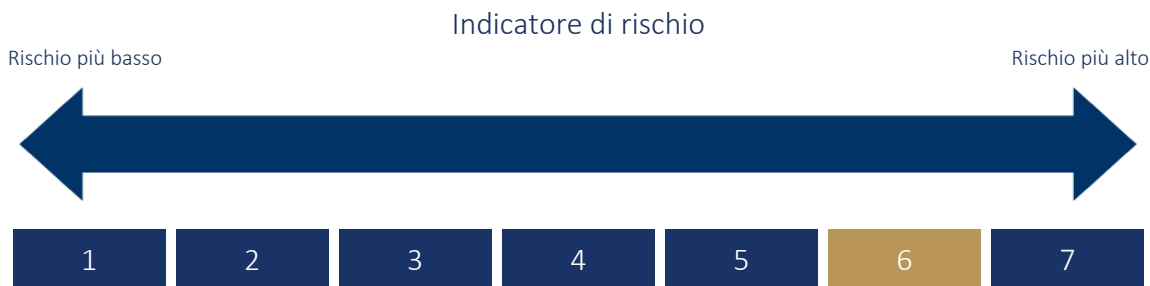 Indicatore di rischio
Rischio più basso Rischio più alto
1 2 3 4 5 6 7